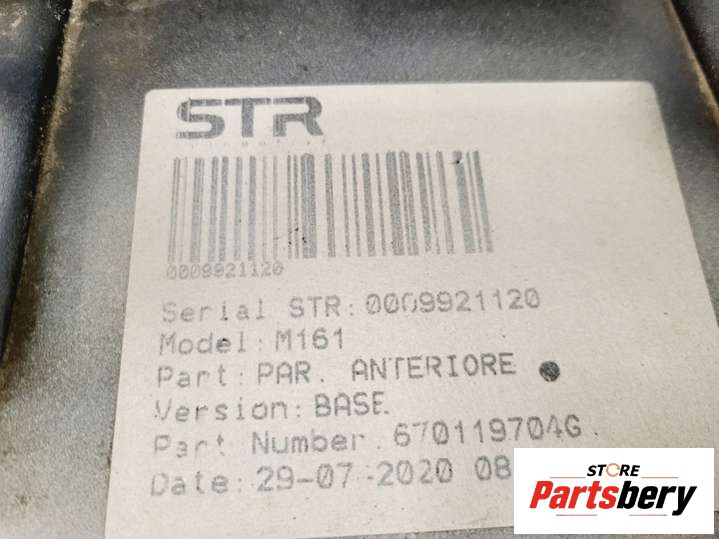 STR
0009921120
Serial STR:0009921120
Model:M161
Part:PAR. ANTERIORE
Version:BASE
Part Number.670119704G
Date:29-07-2020 08
STORE
Partsbery